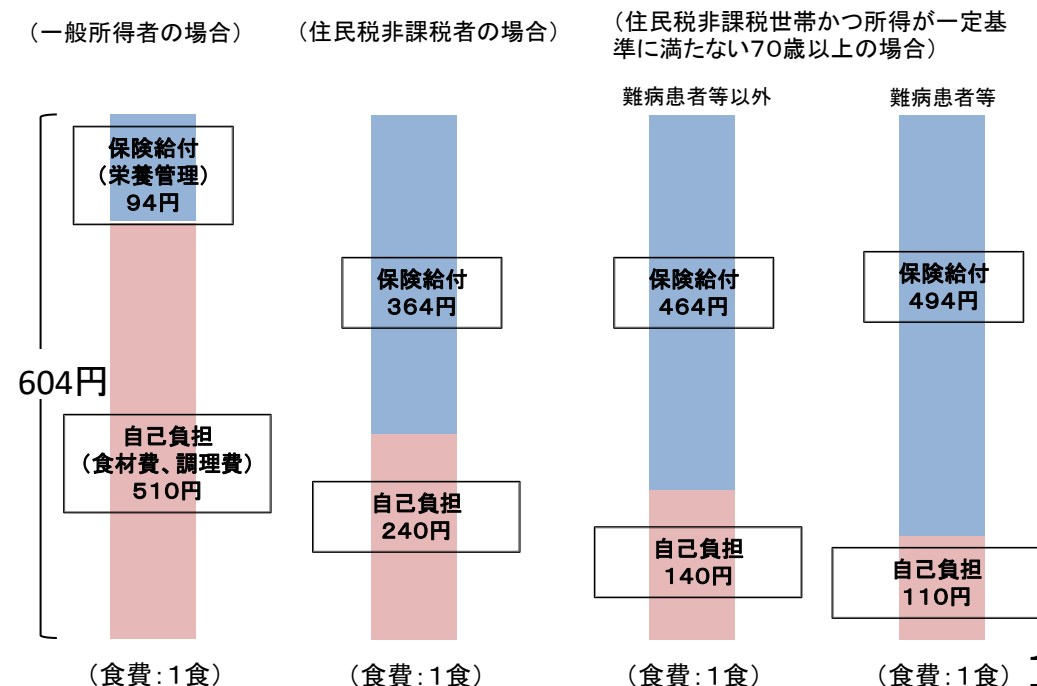 （一般所得者の場合）
（住民税非課税者の場合）
（住民税非課税世帯かつ所得が一定基
準に満たない７０歳以上の場合）
難病患者等以外
難病患者等
保険給付
（栄養管理）
９４円
保険給付
３６４円
保険給付
４６４円
保険給付
４９４円
604円
自己負担
（食材費、調理費）
５１０円
自己負担
２４０円
自己負担
１４０円
自己負担
１１０円
（食費：１食）
（食費：１食）
（食費：１食）
（食費：１食）